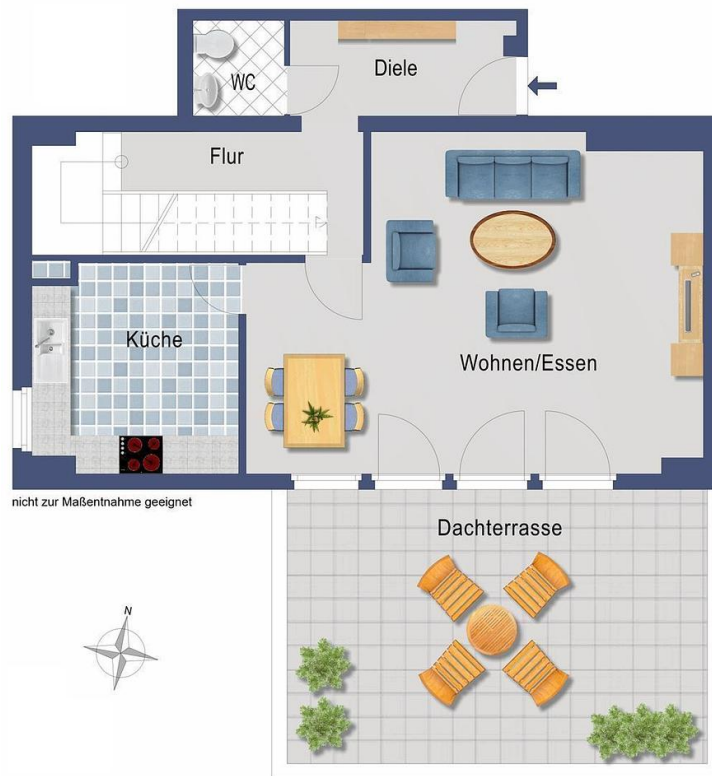 WC
Diele
Flur
Küche
Wohnen/Essen
nicht zur Maßentnahme geeignet
Dachterrasse
N